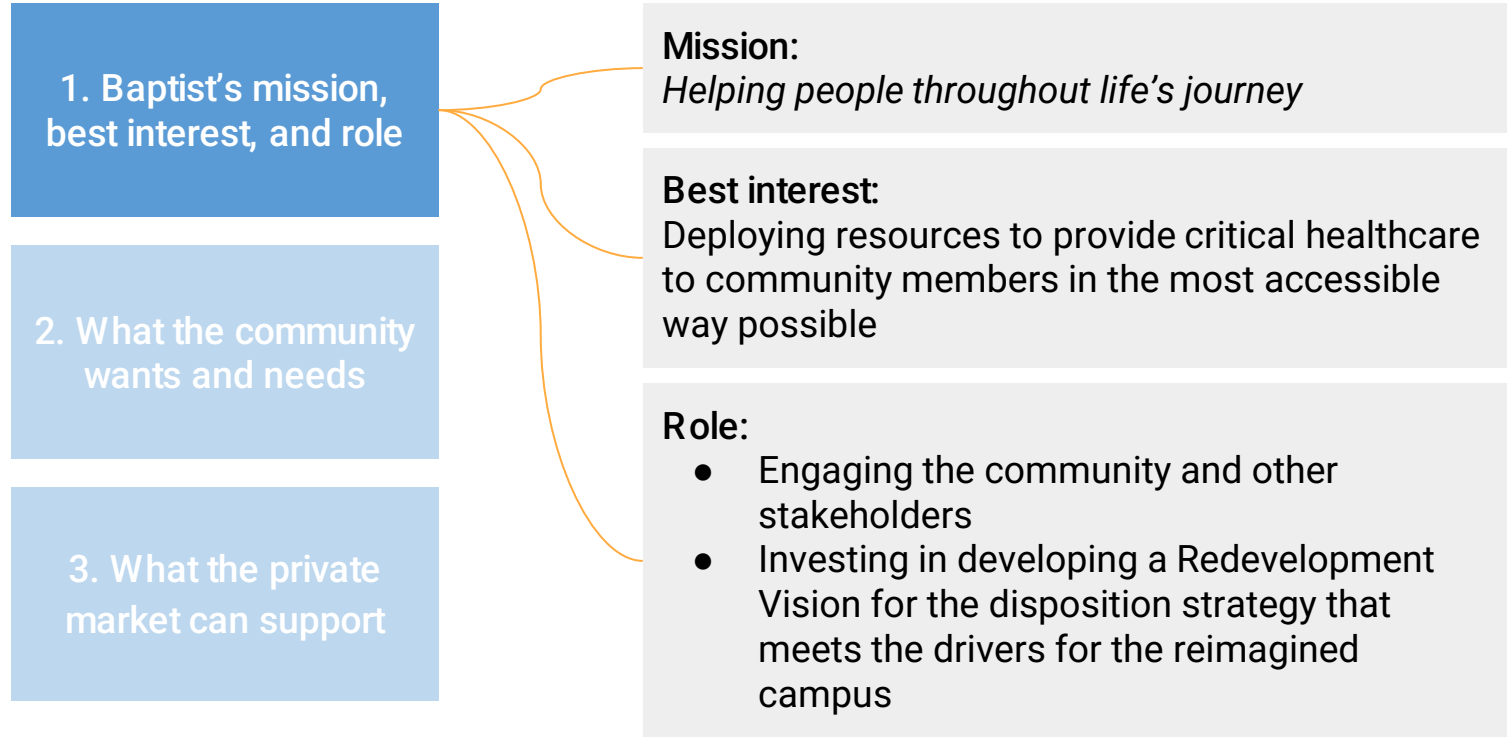 1. Baptist’s mission,
best interest, and role
2. What the community
wants and needs
3. What the private
market can support
Mission:
Helping people throughout life’s journey
Best interest:
Deploying resources to provide critical healthcare
to community members in the most accessible
way possible
Role:
● Engaging the community and other
stakeholders
● Investing in developing a Redevelopment
Vision for the disposition strategy that
meets the drivers for the reimagined
campus